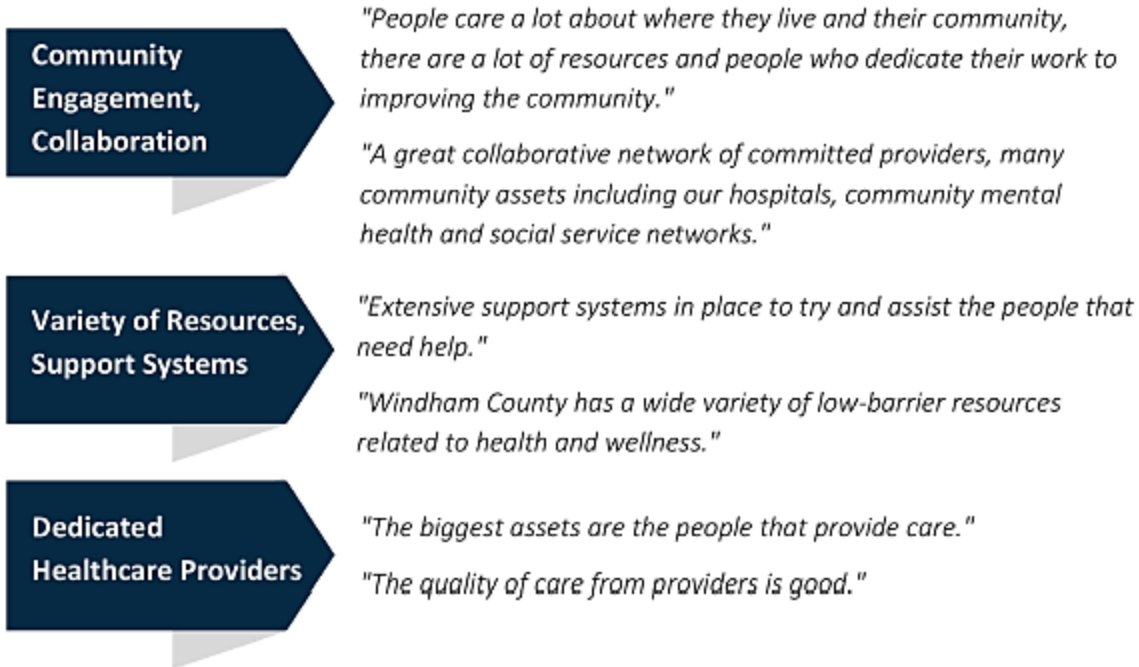 Community
Engagement,
Collaboration
"People care a lot about where they live and their community,
there are a lot of resources and people who dedicate their work to
improving the community."
"A great collaborative network of committed providers, many
community assets including our hospitals, community mental
health and social service networks."
Variety of Resources,
Support Systems
"Extensive support systems in place to try and assist the people that
need help."
"Windham County has a wide variety of low-barrier resources
related to health and wellness."
Dedicated
Healthcare Providers
"The biggest assets are the people that provide care."
"The quality of care from providers is good."